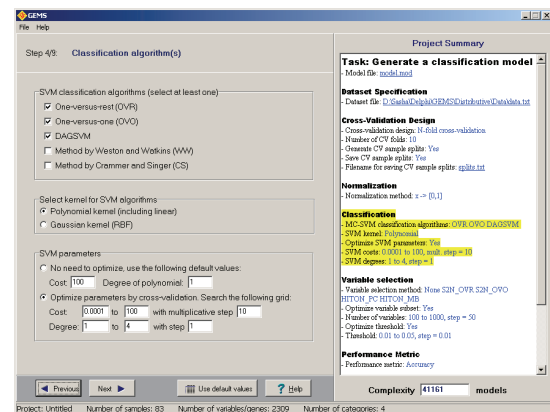 GEMS
File Help
Step 4/9: Classification algorithm(s)
SVM classification algorithms (select at least one)
One-versus-rest (OVR)
One-versus-one (OVO)
DAGSVM
Method by Weston and Watkins (WW)
Method by Crammer and Singer (CS)
Select kernel for SVM algorithms
Polynomial kernel (including linear)
Gaussian kernel (RBF)
SVM parameters
No need to optimize, use the following default values:
Cost: 100 Degree of polynomial: 1
Optimize parameters by cross-validation. Search the following grid:
Cost: 0.0001 to 100 with multiplicative step 10
Degree: 1 to 4 with step 1
Previous Next Use default values Help
Project Summary
Task: Generate a classification model
- Model file: model.mod
Dataset Specification
- Dataset file: D:\Sasha\Delphi\GEMS\Distributive\Data\data.txt
Cross-Validation Design
- Cross-validation design: N-fold cross-validation
- Number of CV folds: 10
- Generate CV sample splits: Yes
- Save CV sample splits: Yes
- Filename for saving CV sample splits: splits.txt
Normalization
- Normalization method: x -> [0,1]
Classification
- MC-SVM classification algorithms: OVR OVO DAGSVM
- SVM kernel: Polynomial
- Optimize SVM parameters: Yes
- SVM costs: 0.0001 to 100, mult. step = 10
- SVM degrees: 1 to 4, step = 1
Variable selection
- Variable selection method: None S2N_OVR S2N_OVO
HITON_PC HITON_MB
- Optimize variable subset: Yes
- Number of variables: 100 to 1000, step = 50
- Optimize threshold: Yes
- Threshold: 0.01 to 0.05, step = 0.01
Performance Metric
- Performance metric: Accuracy
Complexity 41161 models
Project: Untitled Number of samples: 83 Number of variables/genes: 2309 Number of categories: 4